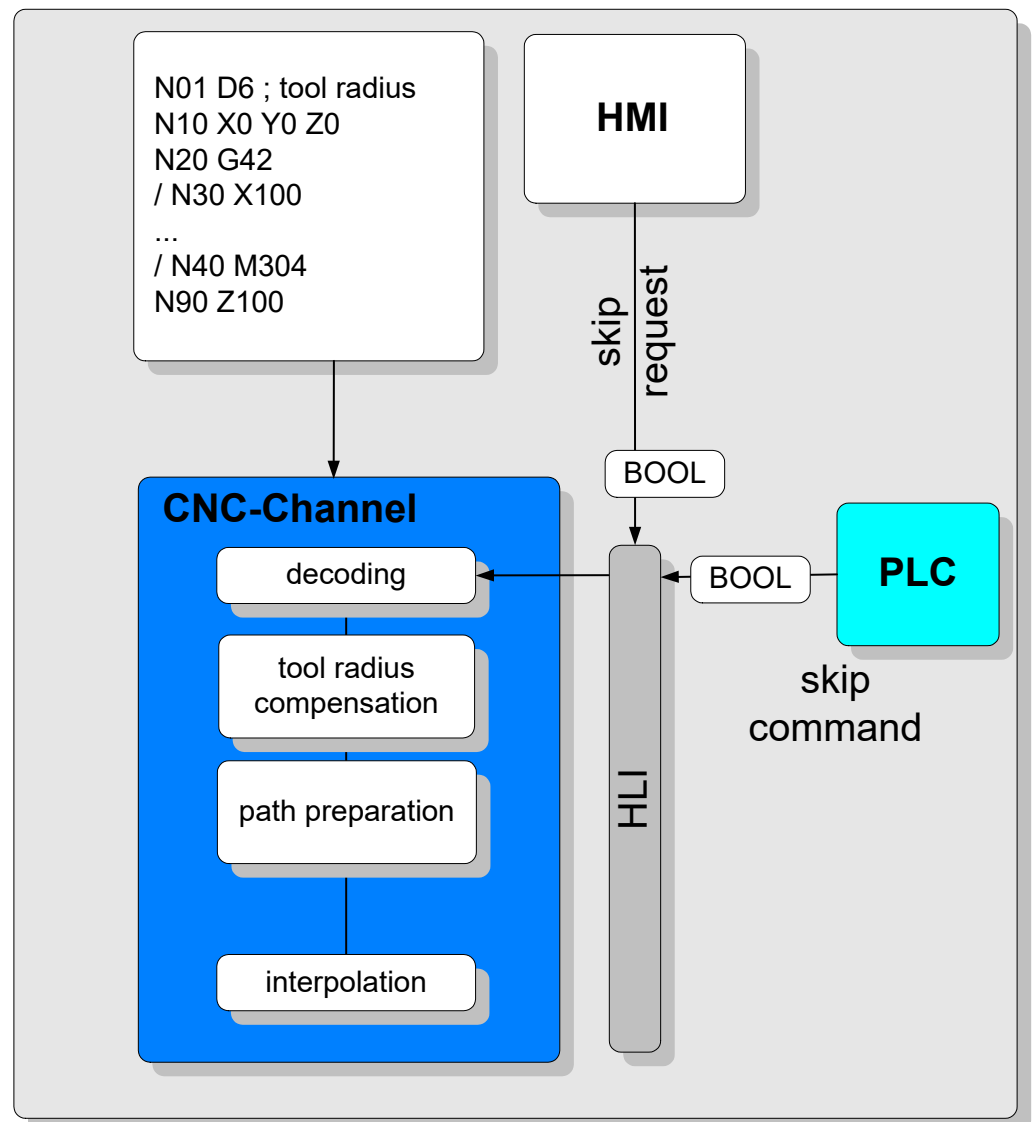 N01 D6 ; tool radius
N10 X0 Y0 Z0
N20 G42
/ N30 X100
...
/ N40 M304
N90 Z100
HMI
skip
request
BOOL
CNC-Channel
decoding
BOOL
PLC
tool radius
compensation
skip
command
path preparation
HLI
interpolation